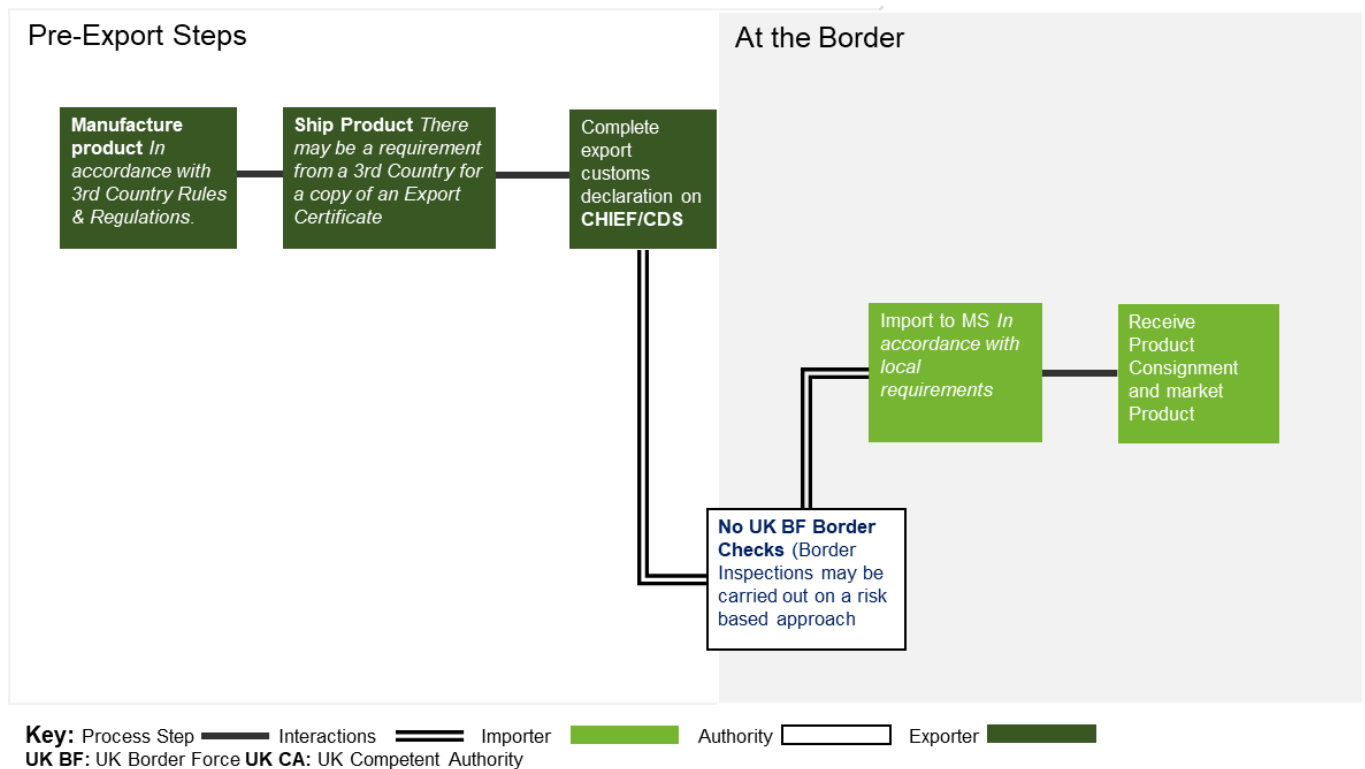 Pre-Export Steps
At the Border
Manufacture
product In
accordance with
3rd Country Rules
& Regulations.
Ship Product There
may be a requirement
from a 3rd Country for
a copy of an Export
Certificate
Complete
export
customs
declaration on
CHIEF/CDS
Import to MS In
accordance with
local
requirements
Receive
Product
Consignment
and market
Product
No UK BF Border
Checks (Border
Inspections may be
carried out on a risk
based approach
Key: Process Step Interactions Importer Authority Exporter
UK BF: UK Border Force UK CA: UK Competent Authority